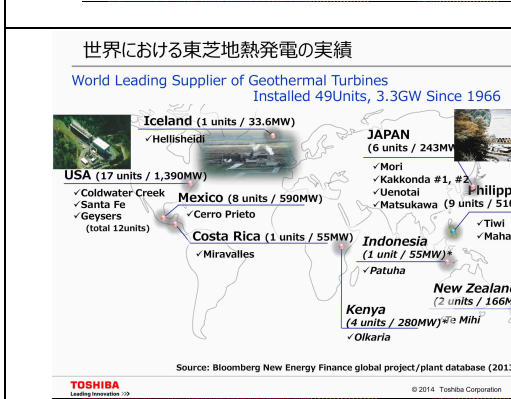 世界における東芝地熱発電の実績
World Leading Supplier of Geothermal Turbines
Installed 49Units, 3.3GW Since 1966
Iceland (1 units / 33.6MW)
✓Hellisheidi
JAPAN
(6 units / 243MW
✓Mori
✓Kakkonda #1, #2
✓Uenotai
✓Matsukawa
USA (17 units / 1,390MW)
✓Coldwater Creek
✓Santa Fe
✓Geysers
(total 12units)
Mexico (8 units / 590MW)
✓Cerro Prieto
Philipp
(9 units / 510
✓Tiwi
✓Maha
Costa Rica (1 units / 55MW)
✓Miravalles
Indonesia
(1 unit / 55MW)*
✓Patuha
New Zealand
(2 units / 166M
✓Te Mihi
Kenya
(4 units / 280MW)*
✓Olkaria
Source: Bloomberg New Energy Finance global project/plant database (2013
TOSHIBA
Leading Innovation >>>
© 2014 Toshiba Corporation